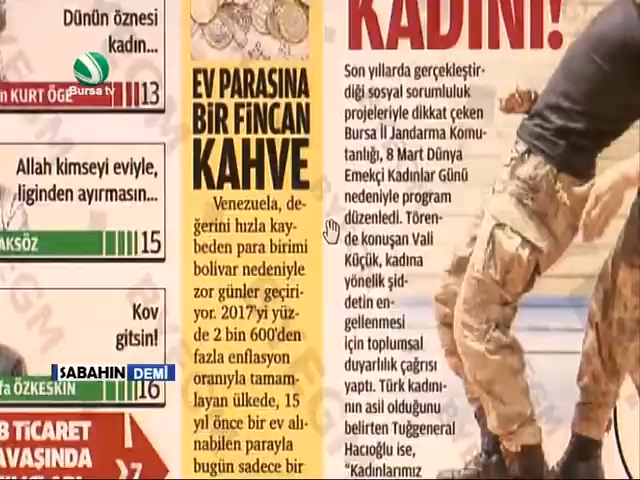 Dünün öznesi
kadın...
Bursa tv
n KURT ÖGE
13
Allah kimseyi eviyle,
liginden ayırmasın...
AKSÖZ
15
Kov
gitsin!
SABAHIN DEMİ
fa ÖZKESKİN
16
B TİCARET
AVAŞINDA
7
EV PARASINA
BİR FİNCAN
KAHVE
Venezuela, de-
ğerini hızla kay-
beden para birimi
bolivar nedeniyle
zor günler geçiri-
yor. 2017'yi yüz-
de 2 bin 600'den
fazla enflasyon
oranıyla tamam-
layan ülkede, 15
yıl önce bir ev alı-
nabilen parayla
bugün sadece bir
KADINI!
Son yıllarda gerçekleştir-
diği sosyal sorumluluk
projeleriyle dikkat çeken
Bursa İl Jandarma Komu-
tanlığı, 8 Mart Dünya
Emekçi Kadınlar Günü
nedeniyle program
düzenledi. Tören-
de konuşan Vali
Küçük, kadına
yönelik şid-
detin en-
gellenmesi
için toplumsal
duyarlılık çağrısı
yaptı. Türk kadını-
nın asil olduğunu
belirten Tuğgeneral
Hacıoğlu ise,
“Kadınlarımız